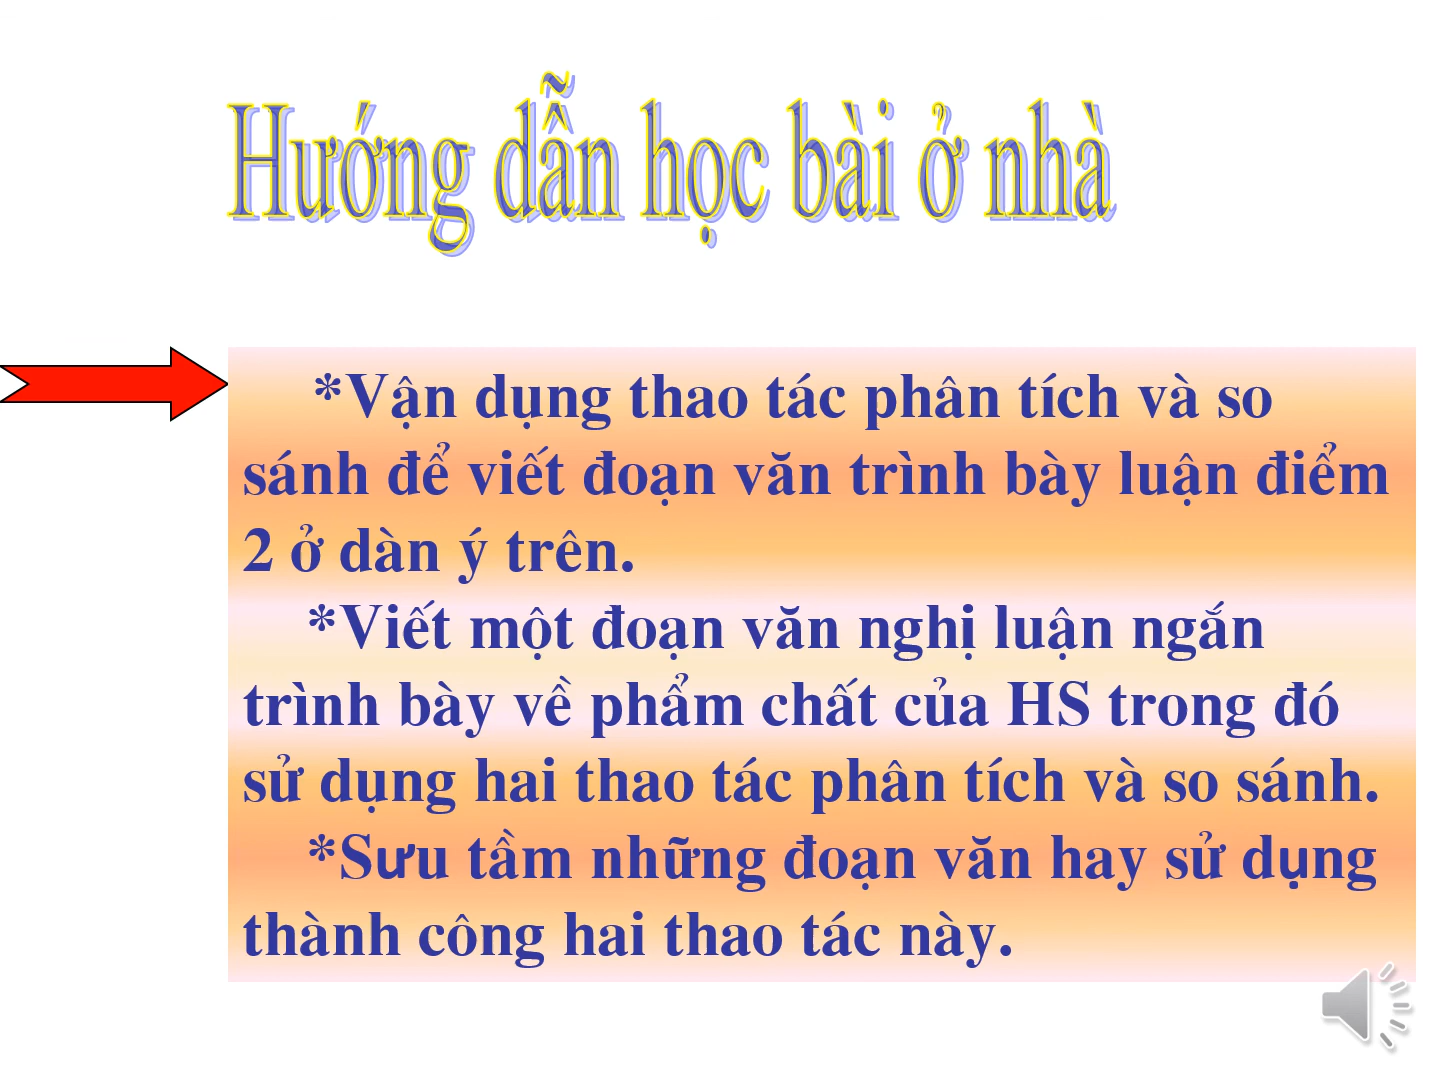 Hướng dẫn học bài ở nhà
*Vận dụng thao tác phân tích và so
sánh để viết đoạn văn trình bày luận điểm
2 ở dàn ý trên.
*Viết một đoạn văn nghị luận ngắn
trình bày về phẩm chất của HS trong đó
sử dụng hai thao tác phân tích và so sánh.
*Sưu tầm những đoạn văn hay sử dụng
thành công hai thao tác này.